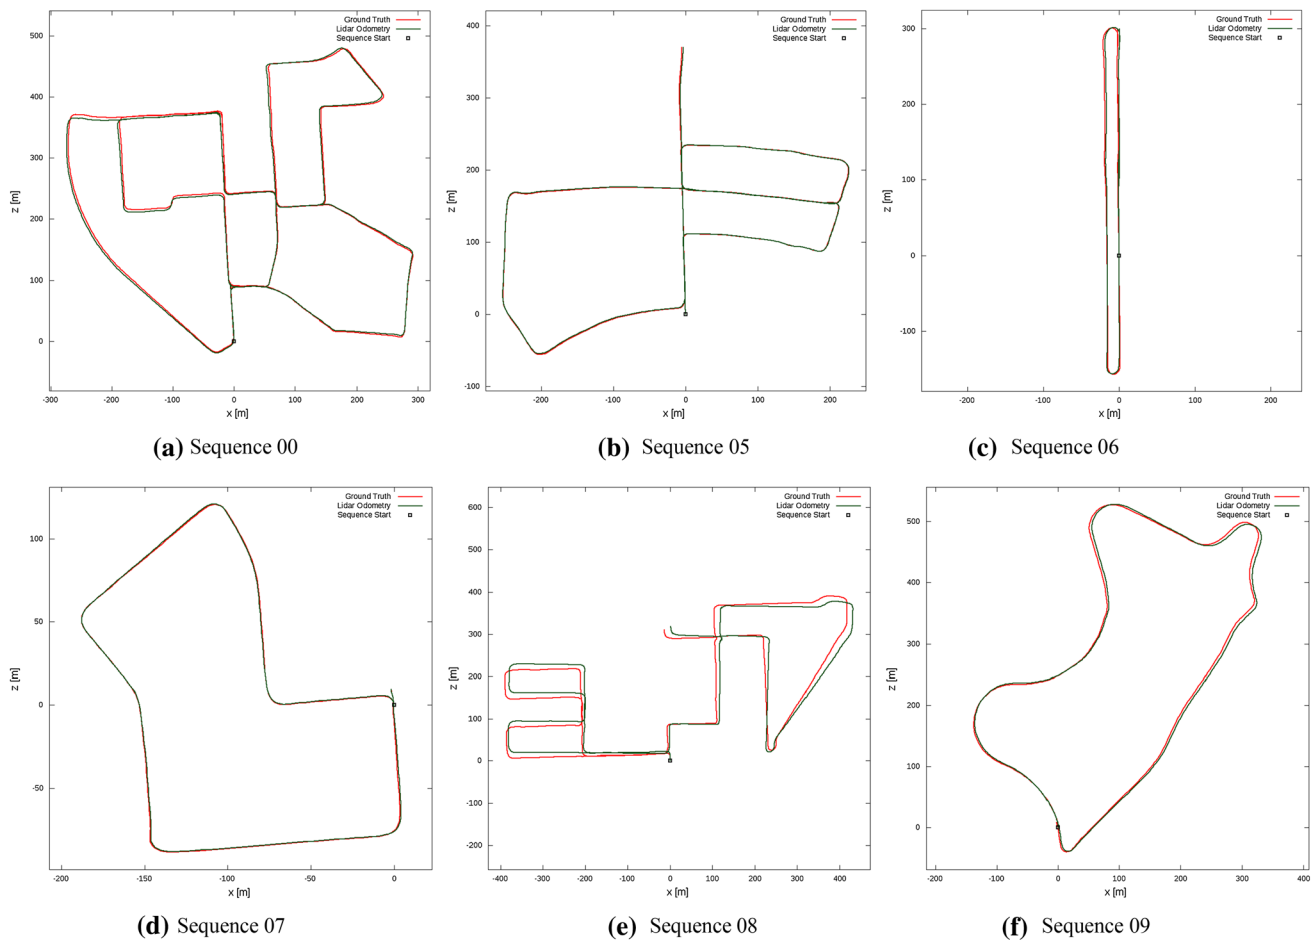 Ground Truth
Lidar Odometry
Sequence Start
500
400
300
200
100
0
z [m]
-300 -200 -100 0 100 200 300
x [m]
(a) Sequence 00
Ground Truth
Lidar Odometry
Sequence Start
400
300
200
100
0
-100
z [m]
-200 -100 0 100 200
x [m]
(b) Sequence 05
Ground Truth
Lidar Odometry
Sequence Start
300
200
100
0
-100
z [m]
-200 -100 0 100 200
x [m]
(c) Sequence 06
Ground Truth
Lidar Odometry
Sequence Start
100
50
0
-50
z [m]
-200 -150 -100 -50 0
x [m]
(d) Sequence 07
Ground Truth
Lidar Odometry
Sequence Start
600
500
400
300
200
100
0
-100
-200
z [m]
-400 -300 -200 -100 0 100 200 300 400
x [m]
(e) Sequence 08
Ground Truth
Lidar Odometry
Sequence Start
500
400
300
200
100
0
z [m]
-200 -100 0 100 200 300 400
x [m]
(f) Sequence 09